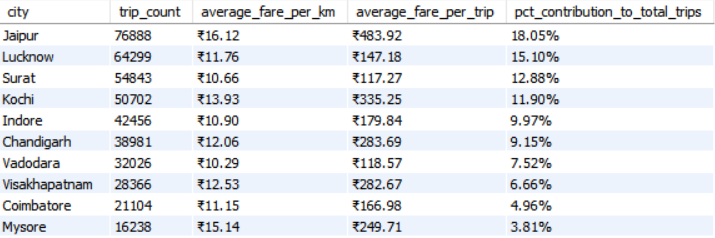 city trip_count average_fare_per_km average_fare_per_trip pct_contribution_to_total_trips
Jaipur 76888 ₹16.12 ₹483.92 18.05%
Lucknow 64299 ₹11.76 ₹147.18 15.10%
Surat 54843 ₹10.66 ₹117.27 12.88%
Kochi 50702 ₹13.93 ₹335.25 11.90%
Indore 42456 ₹10.90 ₹179.84 9.97%
Chandigarh 38981 ₹12.06 ₹283.69 9.15%
Vadodara 32026 ₹10.29 ₹118.57 7.52%
Visakhapatnam 28366 ₹12.53 ₹282.67 6.66%
Coimbatore 21104 ₹11.15 ₹166.98 4.96%
Mysore 16238 ₹15.14 ₹249.71 3.81%